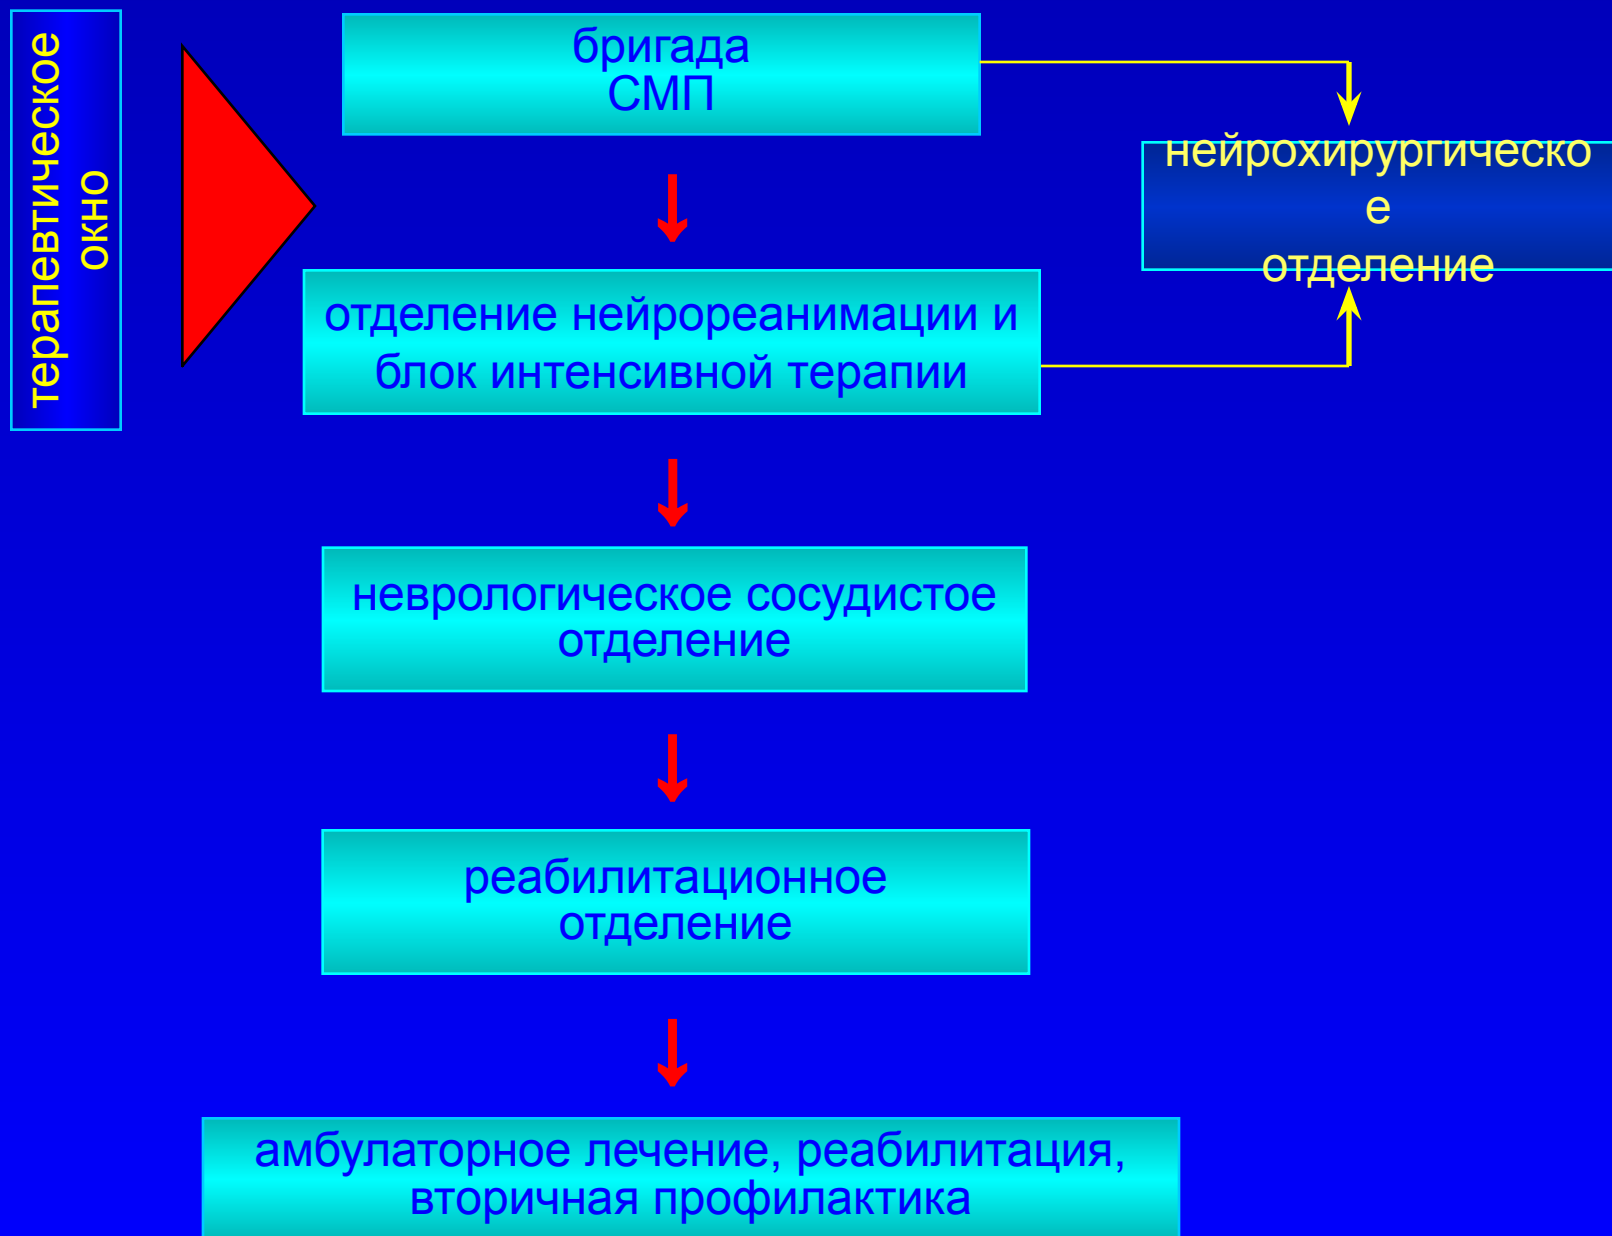 терапевтическое
окно
бригада
СМП
нейрохирургическо
е
отделение
отделение нейрореанимации и
блок интенсивной терапии
неврологическое сосудистое
отделение
реабилитационное
отделение
амбулаторное лечение, реабилитация,
вторичная профилактика